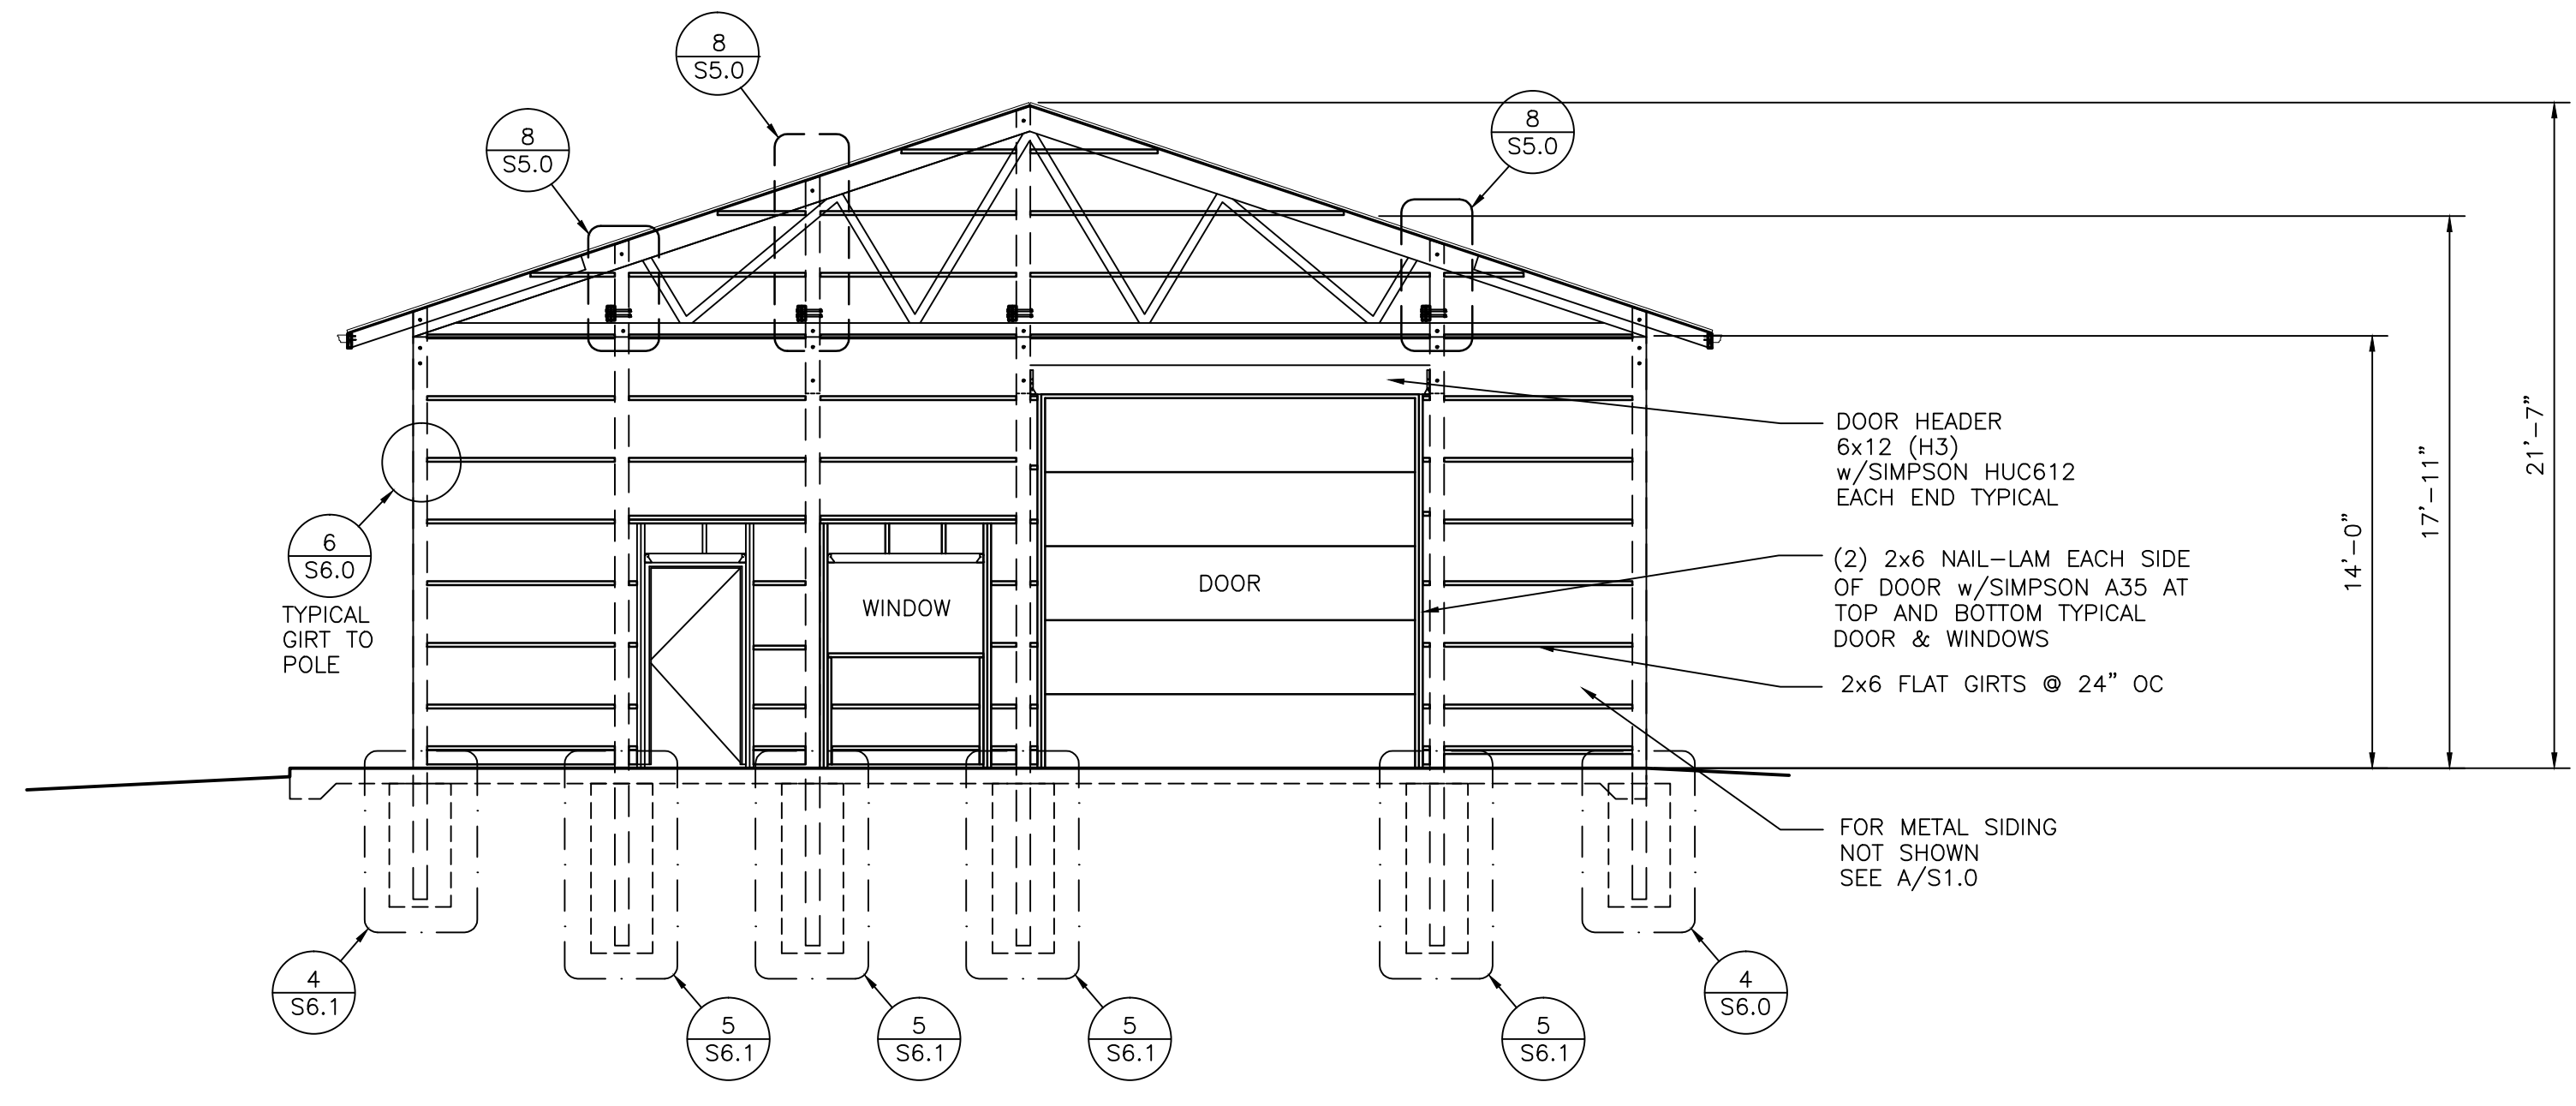 8
S5.0
8
S5.0
8
S5.0
21'-7"
17'-11"
14'-0"
DOOR HEADER
6x12 (H3)
w/SIMPSON HUC612
EACH END TYPICAL
(2) 2x6 NAIL-LAM EACH SIDE
OF DOOR w/SIMPSON A35 AT
TOP AND BOTTOM TYPICAL
DOOR & WINDOWS
2x6 FLAT GIRTS @ 24" OC
6
S6.0
TYPICAL
GIRT TO
POLE
WINDOW
DOOR
FOR METAL SIDING
NOT SHOWN
SEE A/S1.0
4
S6.1
5
S6.1
5
S6.1
5
S6.1
5
S6.1
4
S6.0